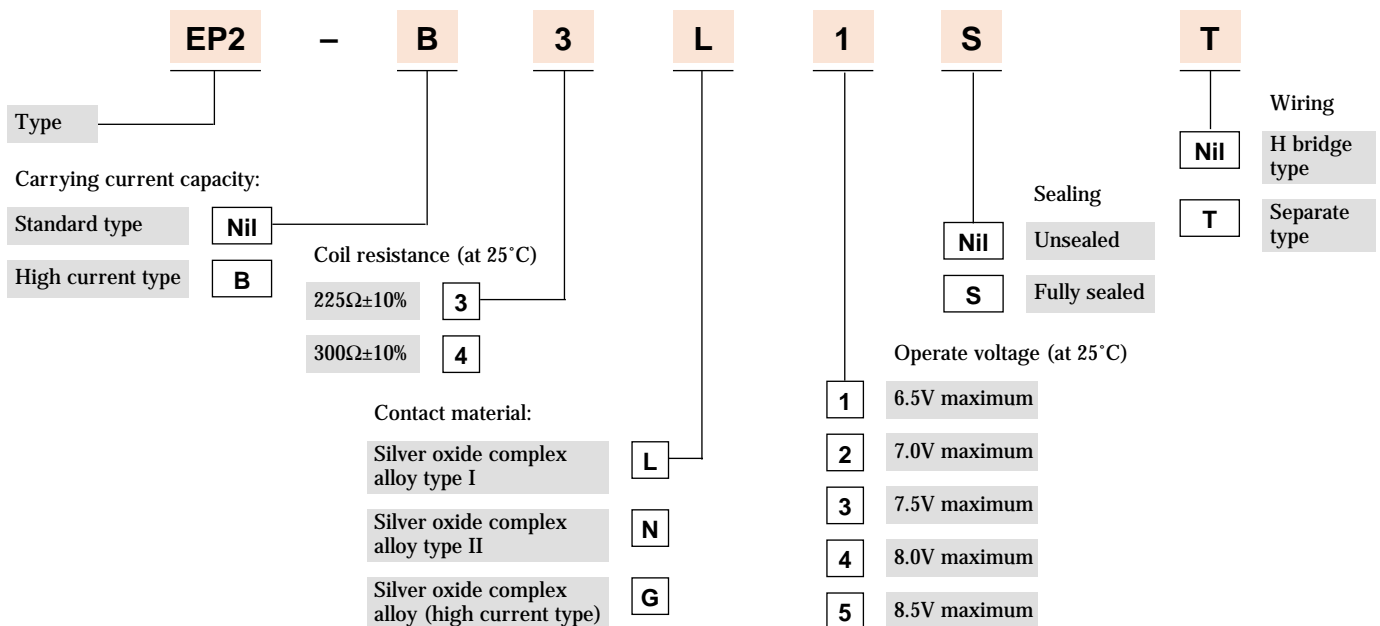 EP2 – B 3 L 1 S T
Type
Wiring
Nil H bridge
type
T Separate
type
Carrying current capacity:
Standard type Nil
High current type B
Sealing
Nil Unsealed
S Fully sealed
Coil resistance (at 25˚C)
225Ω±10% 3
300Ω±10% 4
Operate voltage (at 25˚C)
1 6.5V maximum
2 7.0V maximum
3 7.5V maximum
4 8.0V maximum
5 8.5V maximum
Contact material:
Silver oxide complex
alloy type I L
Silver oxide complex
alloy type II N
Silver oxide complex
alloy (high current type) G